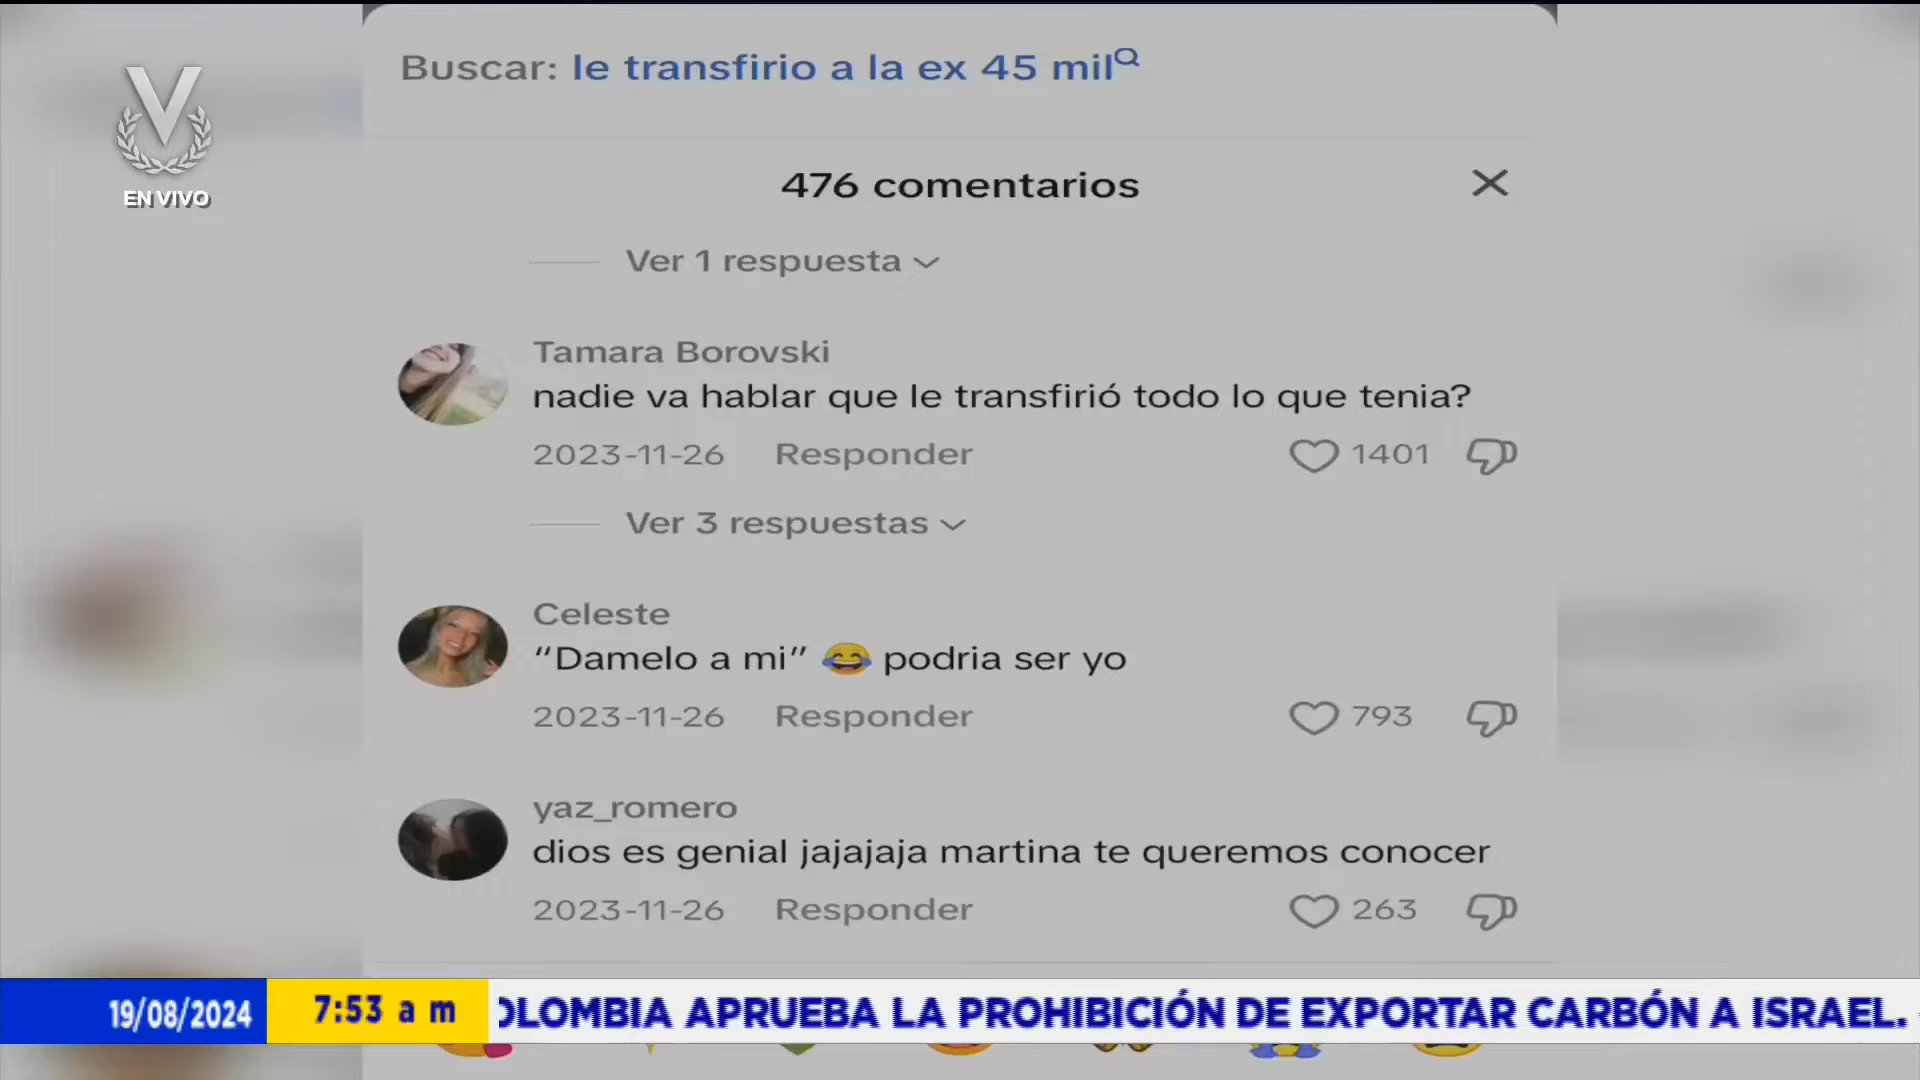 Buscar: le transfirio a la ex 45 mil
476 comentarios
Ver 1 respuesta
Tamara Borovski
nadie va hablar que le transfirió todo lo que tenia?
2023-11-26 Responder 1401
Ver 3 respuestas
Celeste
“Damelo a mi” 😂 podria ser yo
2023-11-26 Responder 793
yaz_romero
dios es genial jajajaja martina te queremos conocer
2023-11-26 Responder 263
V
EN VIVO
19/08/2024 7:53 a m OLOMBIA APRUEBA LA PROHIBICIÓN DE EXPORTAR CARBÓN A ISRAEL.